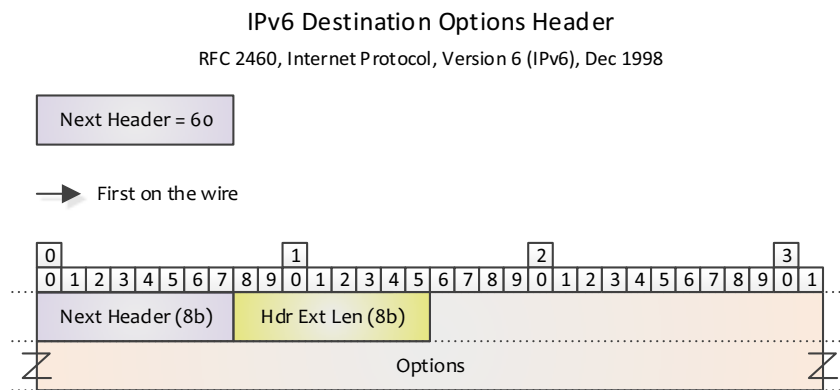 IPv6 Destination Options Header
RFC 2460, Internet Protocol, Version 6 (IPv6), Dec 1998
Next Header = 60
First on the wire
0 1 2 3
0 1 2 3 4 5 6 7 8 9 0 1 2 3 4 5 6 7 8 9 0 1 2 3 4 5 6 7 8 9 0 1
Next Header (8b) Hdr Ext Len (8b)
Options